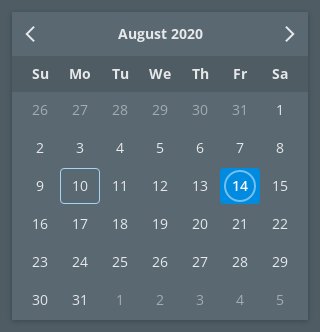 August 2020
Su Mo Tu We Th Fr Sa
26 27 28 29 30 31 1
2 3 4 5 6 7 8
9 10 11 12 13 14 15
16 17 18 19 20 21 22
23 24 25 26 27 28 29
30 31 1 2 3 4 5